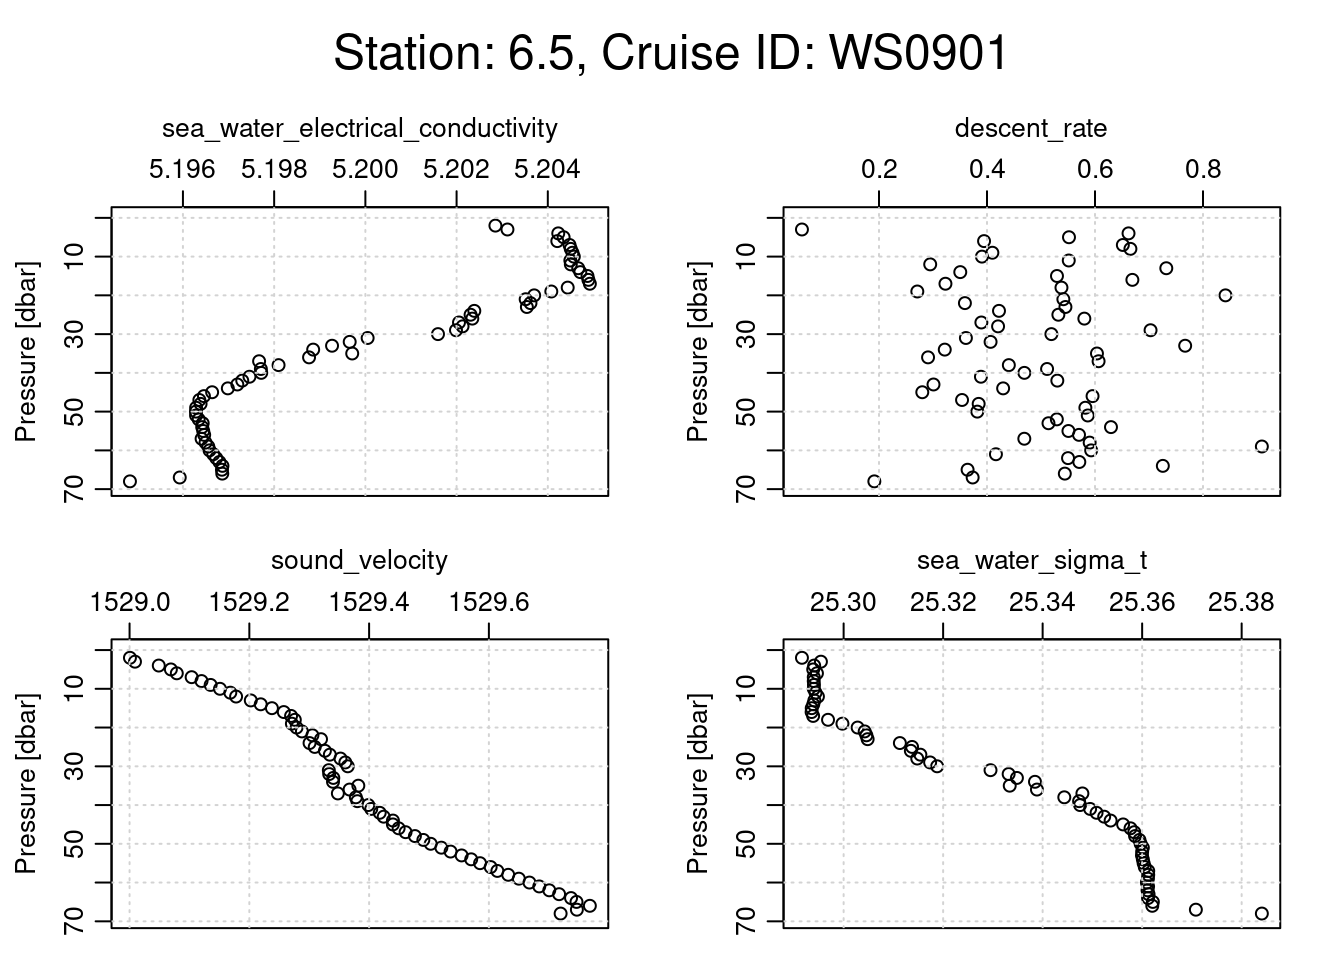 Station: 6.5, Cruise ID: WS0901
sea_water_electrical_conductivity
5.196 5.198 5.200 5.202 5.204
Pressure [dbar]
10
30
50
70
descent_rate
0.2 0.4 0.6 0.8
Pressure [dbar]
10
30
50
70
sound_velocity
1529.0 1529.2 1529.4 1529.6
Pressure [dbar]
10
30
50
70
sea_water_sigma_t
25.30 25.32 25.34 25.36 25.38
Pressure [dbar]
10
30
50
70